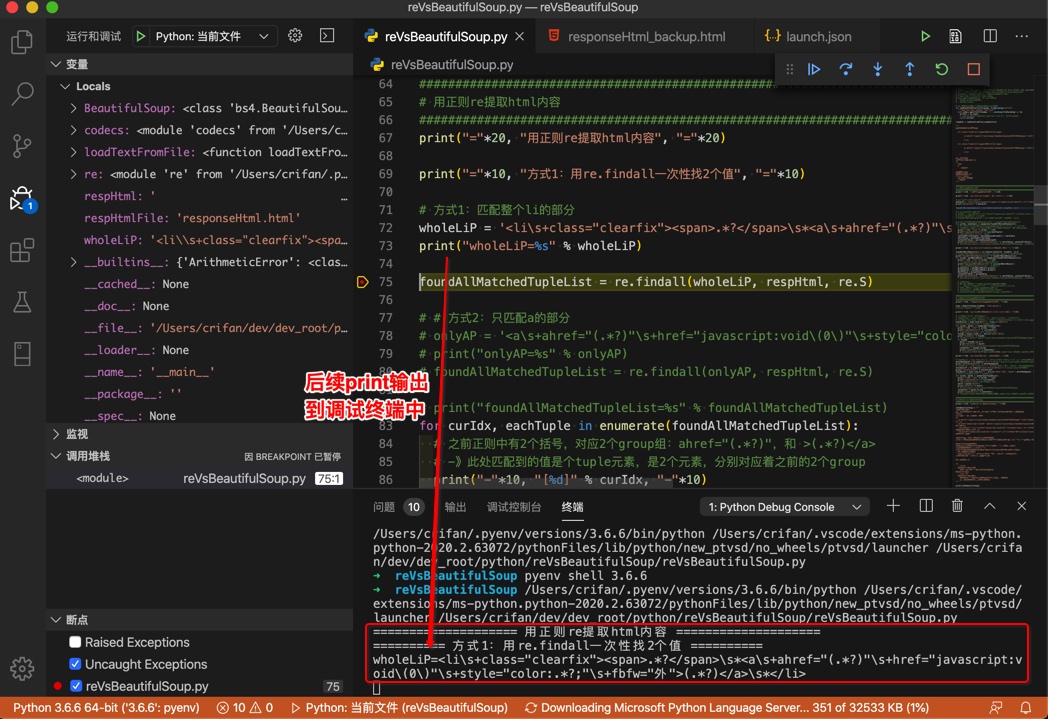 reVsBeautifulSoup.py — reVsBeautifulSoup
运行和调试 Python: 当前文件
reVsBeautifulSoup.py responseHtml_backup.html launch.json
变量
Locals
BeautifulSoup: <class 'bs4.BeautifulSou…
codecs: <module 'codecs' from '/Users/c…
loadTextFromFile: <function loadTextFro…
re: <module 're' from '/Users/crifan/.p…
respHtml: ' …
respHtmlFile: 'responseHtml.html'
wholeLiP: '<li\\s+class="clearfix"><spa…
__builtins__: {'ArithmeticError': <clas…
__cached__: None
__doc__: None
__file__: '/Users/crifan/dev/dev_root/p…
__loader__: None
__name__: '__main__'
__package__: ''
__spec__: None
监视
调用堆栈 因 BREAKPOINT 已暂停
<module> reVsBeautifulSoup.py 75:1
断点
Raised Exceptions
Uncaught Exceptions
reVsBeautifulSoup.py 75
reVsBeautifulSoup.py
64
65 # 用正则re提取html内容
66
67 print("="*20, "用正则re提取html内容", "="*20)
68
69 print("="*10, "方式1: 用re.findall一次性找2个值", "="*10)
70
71 # 方式1: 匹配整个li的部分
72 wholeLiP = '<li\s+class="clearfix"><span>.*?</span>\s*<a\s+ahref="(.*?)"\s
73 print("wholeLiP=%s" % wholeLiP)
74
75 foundAllMatchedTupleList = re.findall(wholeLiP, respHtml, re.S)
76
77 # # 方式2: 只匹配a的部分
78 # onlyAP = '<a\s+ahref="(.*?)"\s+href="javascript:void\(0\)"\s+style="colo
79 # print("onlyAP=%s" % onlyAP)
foundAllMatchedTupleList = re.findall(onlyAP, respHtml, re.S)
print("foundAllMatchedTupleList=%s" % foundAllMatchedTupleList)
83 for curIdx, eachTuple in enumerate(foundAllMatchedTupleList):
84 # 之前正则中有2个括号，对应2个group组: ahref="(.*?)"，和 >(.*?)</a>
85 # -》此处匹配到的值是个tuple元素，是2个元素，分别对应着之前的2个group
86 print("-"*10, "[%d]" % curIdx, "-"*10)
后续print输出
到调试终端中
问题 10 输出 调试控制台 终端 1: Python Debug Console
/Users/crifan/.pyenv/versions/3.6.6/bin/python /Users/crifan/.vscode/extensions/ms-python.
python-2020.2.63072/pythonFiles/lib/python/new_ptvsd/no_wheels/ptvsd/launcher /Users/crifa
n/dev/dev_root/python/reVsBeautifulSoup/reVsBeautifulSoup.py
➜ reVsBeautifulSoup pyenv shell 3.6.6
➜ reVsBeautifulSoup /Users/crifan/.pyenv/versions/3.6.6/bin/python /Users/crifan/.vscode/
extensions/ms-python.python-2020.2.63072/pythonFiles/lib/python/new_ptvsd/no_wheels/ptvsd/
launcher /Users/crifan/dev/dev_root/python/reVsBeautifulSoup/reVsBeautifulSoup.py
==================== 用正则re提取html内容 ====================
========== 方式1: 用re.findall一次性找2个值 ==========
wholeLiP=<li\s+class="clearfix"><span>.*?</span>\s*<a\s+ahref="(.*?)"\s+href="javascript:v
oid\(0\)"\s+style="color:.*?;"\s+fbfw="外">(.*?)</a>\s*</li>
Python 3.6.6 64-bit ('3.6.6': pyenv) 10 0 Python: 当前文件 (reVsBeautifulSoup) Downloading Microsoft Python Language Server... 351 of 32533 KB (1%)
1